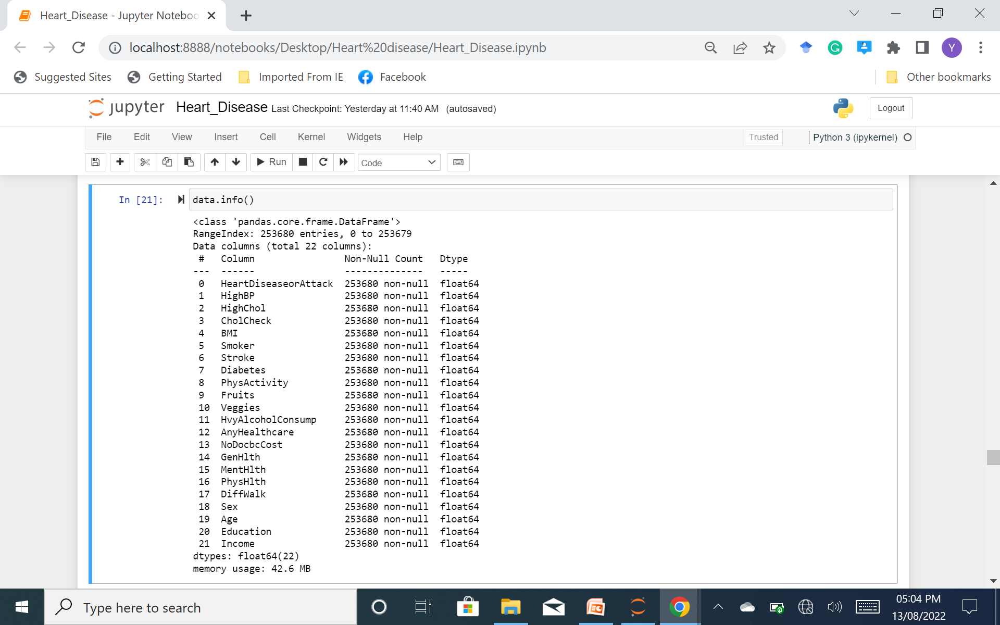 Heart_Disease - Jupyter Noteboo
localhost:8888/notebooks/Desktop/Heart%20disease/Heart_Disease.ipynb
Y
Suggested Sites Getting Started Imported From IE Facebook Other bookmarks
jupyter Heart_Disease Last Checkpoint: Yesterday at 11:40 AM (autosaved) Logout
File Edit View Insert Cell Kernel Widgets Help Trusted Python 3 (ipykernel)
Run Code
In [21]: data.info()
<class 'pandas.core.frame.DataFrame'>
RangeIndex: 253680 entries, 0 to 253679
Data columns (total 22 columns):
 #   Column                Non-Null Count   Dtype
---  ------                --------------   -----
 0   HeartDiseaseorAttack  253680 non-null  float64
 1   HighBP                253680 non-null  float64
 2   HighChol              253680 non-null  float64
 3   CholCheck             253680 non-null  float64
 4   BMI                   253680 non-null  float64
 5   Smoker                253680 non-null  float64
 6   Stroke                253680 non-null  float64
 7   Diabetes              253680 non-null  float64
 8   PhysActivity          253680 non-null  float64
 9   Fruits                253680 non-null  float64
 10  Veggies               253680 non-null  float64
 11  HvyAlcoholConsump     253680 non-null  float64
 12  AnyHealthcare         253680 non-null  float64
 13  NoDocbcCost           253680 non-null  float64
 14  GenHlth               253680 non-null  float64
 15  MentHlth              253680 non-null  float64
 16  PhysHlth              253680 non-null  float64
 17  DiffWalk              253680 non-null  float64
 18  Sex                   253680 non-null  float64
 19  Age                   253680 non-null  float64
 20  Education             253680 non-null  float64
 21  Income                253680 non-null  float64
dtypes: float64(22)
memory usage: 42.6 MB
Type here to search
05:04 PM
13/08/2022